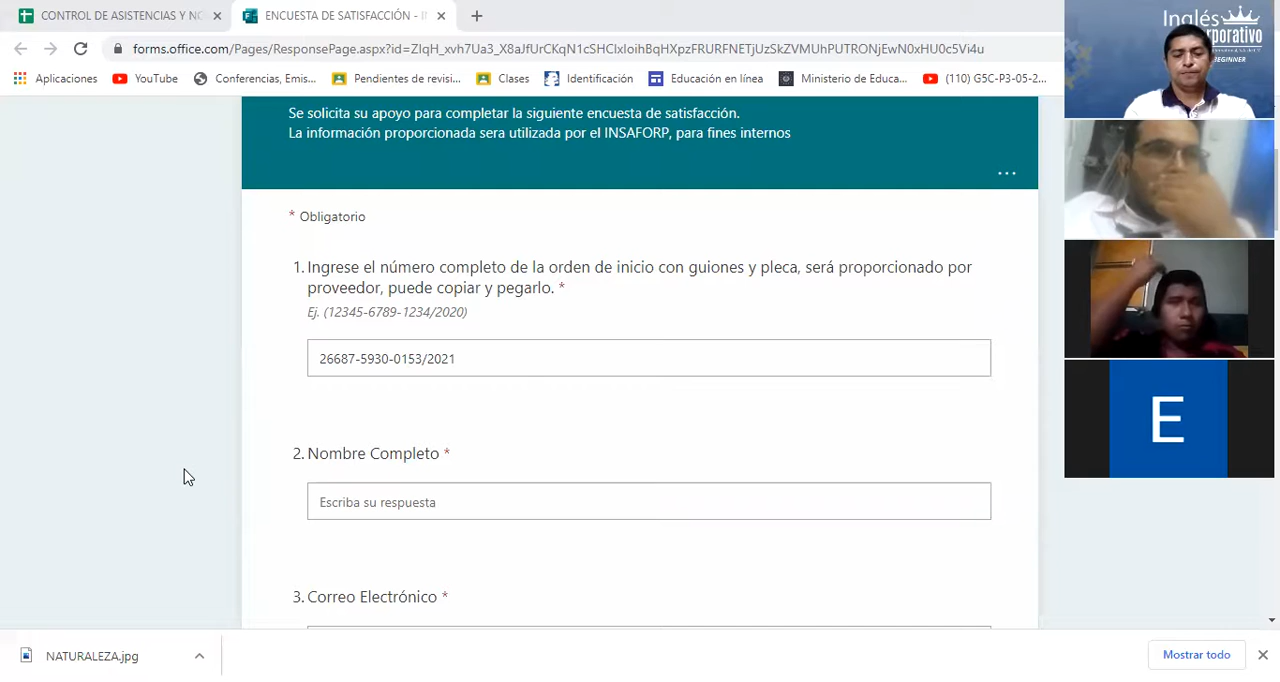 CONTROL DE ASISTENCIAS Y NO
ENCUESTA DE SATISFACCIÓN - I
forms.office.com/Pages/ResponsePage.aspx?id=ZIqH_xvh7Ua3_X8aJfUrCKqN1cSHClxIoihBqHXpzFRURFNETjUzSkZVMUhPUTRONjEwN0xHU0c5Vi4u
Aplicaciones
YouTube
Conferencias, Emis...
Pendientes de revisi...
Clases
Identificación
Educación en línea
Ministerio de Educa...
(110) G5C-P3-05-2...
Inglés
rporativo
BEGINNER
Se solicita su apoyo para completar la siguiente encuesta de satisfacción.
La información proporcionada sera utilizada por el INSAFORP, para fines internos
...
* Obligatorio
1. Ingrese el número completo de la orden de inicio con guiones y pleca, será proporcionado por
proveedor, puede copiar y pegarlo. *
Ej. (12345-6789-1234/2020)
26687-5930-0153/2021
2. Nombre Completo *
Escriba su respuesta
3. Correo Electrónico *
E
NATURALEZA.jpg
Mostrar todo